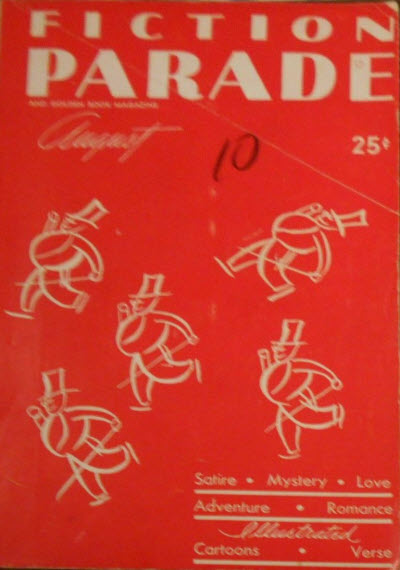 FICTION
PARADE
AND GOLDEN BOOK MAGAZINE
August
10
25¢
Satire • Mystery • Love
Adventure • Romance
Illustrated
Cartoons • Verse